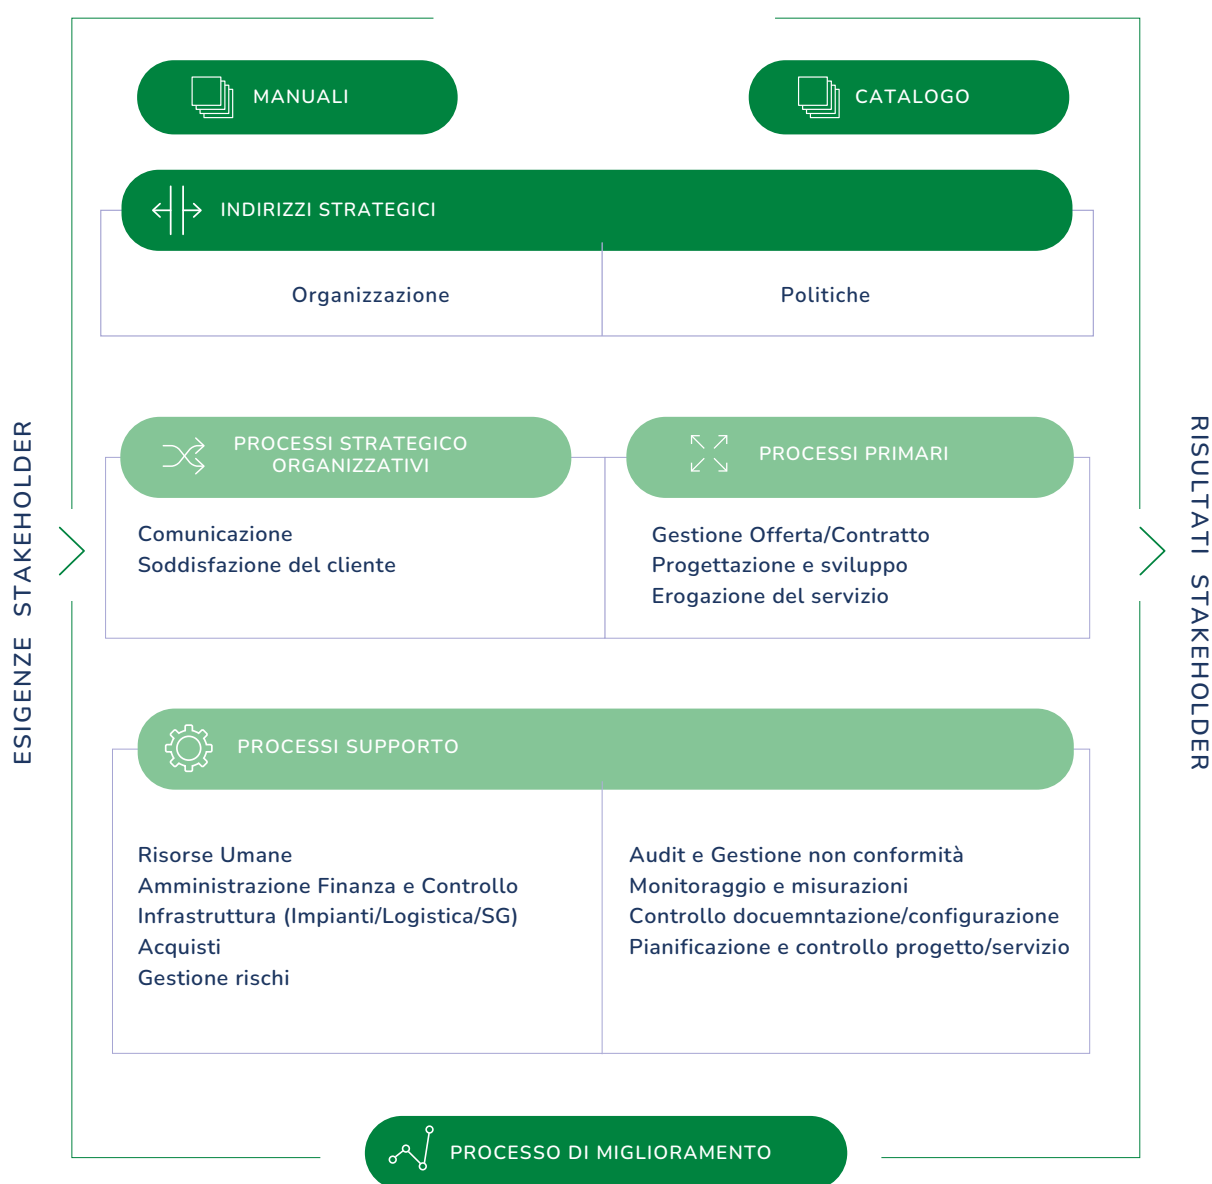 MANUALI
CATALOGO
INDIRIZZI STRATEGICI
Organizzazione
Politiche
ESIGENZE STAKEHOLDER
PROCESSI STRATEGICO
ORGANIZZATIVI
Comunicazione
Soddisfazione del cliente
PROCESSI PRIMARI
Gestione Offerta/Contratto
Progettazione e sviluppo
Erogazione del servizio
RISULTATI STAKEHOLDER
PROCESSI SUPPORTO
Risorse Umane
Amministrazione Finanza e Controllo
Infrastruttura (Impianti/Logistica/SG)
Acquisti
Gestione rischi
Audit e Gestione non conformità
Monitoraggio e misurazioni
Controllo docuemntazione/configurazione
Pianificazione e controllo progetto/servizio
PROCESSO DI MIGLIORAMENTO